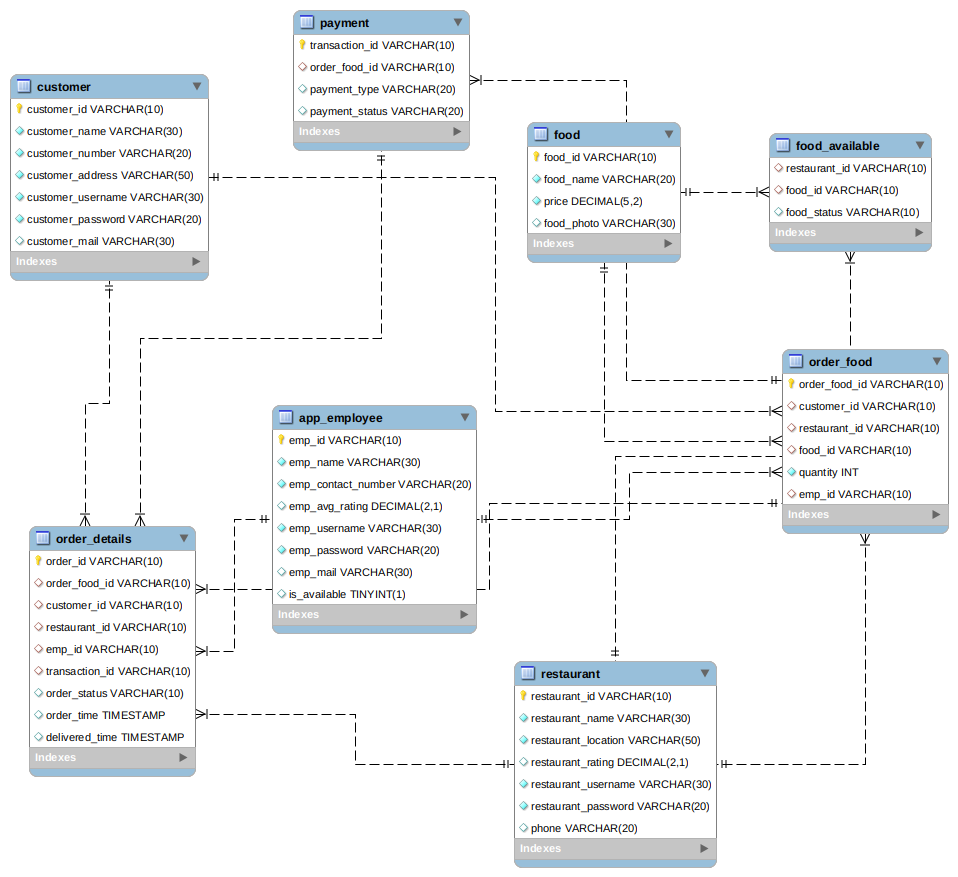 payment
transaction_id VARCHAR(10)
order_food_id VARCHAR(10)
payment_type VARCHAR(20)
payment_status VARCHAR(20)
Indexes
customer
customer_id VARCHAR(10)
customer_name VARCHAR(30)
customer_number VARCHAR(20)
customer_address VARCHAR(50)
customer_username VARCHAR(30)
customer_password VARCHAR(20)
customer_mail VARCHAR(30)
Indexes
food
food_id VARCHAR(10)
food_name VARCHAR(20)
price DECIMAL(5,2)
food_photo VARCHAR(30)
Indexes
food_available
restaurant_id VARCHAR(10)
food_id VARCHAR(10)
food_status VARCHAR(10)
Indexes
order_food
order_food_id VARCHAR(10)
customer_id VARCHAR(10)
restaurant_id VARCHAR(10)
food_id VARCHAR(10)
quantity INT
emp_id VARCHAR(10)
Indexes
app_employee
emp_id VARCHAR(10)
emp_name VARCHAR(30)
emp_contact_number VARCHAR(20)
emp_avg_rating DECIMAL(2,1)
emp_username VARCHAR(30)
emp_password VARCHAR(20)
emp_mail VARCHAR(30)
is_available TINYINT(1)
Indexes
order_details
order_id VARCHAR(10)
order_food_id VARCHAR(10)
customer_id VARCHAR(10)
restaurant_id VARCHAR(10)
emp_id VARCHAR(10)
transaction_id VARCHAR(10)
order_status VARCHAR(10)
order_time TIMESTAMP
delivered_time TIMESTAMP
Indexes
restaurant
restaurant_id VARCHAR(10)
restaurant_name VARCHAR(30)
restaurant_location VARCHAR(50)
restaurant_rating DECIMAL(2,1)
restaurant_username VARCHAR(30)
restaurant_password VARCHAR(20)
phone VARCHAR(20)
Indexes